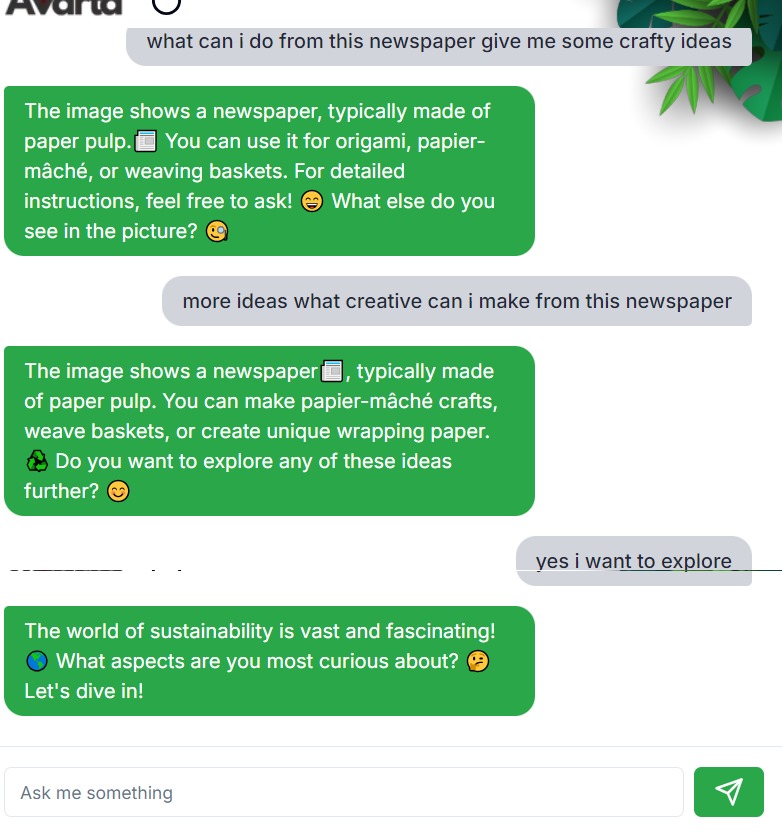 Avarta
what can i do from this newspaper give me some crafty ideas
The image shows a newspaper, typically made of
paper pulp.📰 You can use it for origami, papier-
mâché, or weaving baskets. For detailed
instructions, feel free to ask! 😄 What else do you
see in the picture? 🧐
more ideas what creative can i make from this newspaper
The image shows a newspaper📰, typically made
of paper pulp. You can make papier-mâché crafts,
weave baskets, or create unique wrapping paper.
♻️ Do you want to explore any of these ideas
further? 😊
yes i want to explore
The world of sustainability is vast and fascinating!
🌎 What aspects are you most curious about? 🤔
Let's dive in!
Ask me something